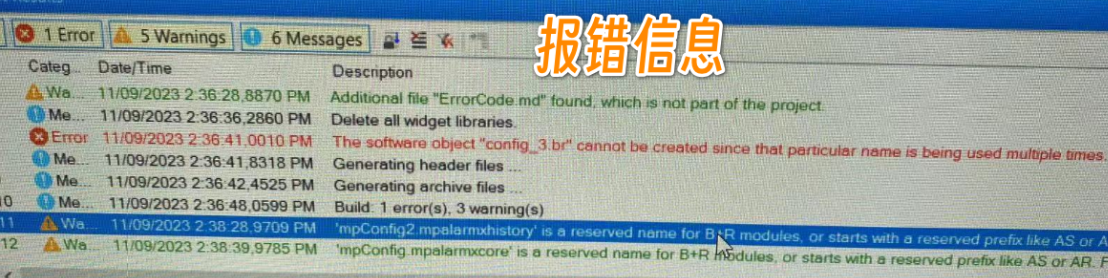 1 Error 5 Warnings 6 Messages
报错信息
Categ... Date/Time Description
Wa... 11/09/2023 2:36:28,8870 PM Additional file "ErrorCode.md" found, which is not part of the project.
Me... 11/09/2023 2:36:36,2860 PM Delete all widget libraries.
Error 11/09/2023 2:36:41,0010 PM The software object "config_3.br" cannot be created since that particular name is being used multiple times.
Me... 11/09/2023 2:36:41,8318 PM Generating header files ...
Me... 11/09/2023 2:36:42,4525 PM Generating archive files ...
10 Me... 11/09/2023 2:36:48,0599 PM Build: 1 error(s), 3 warning(s)
11 Wa... 11/09/2023 2:38:28,9709 PM 'mpConfig2.mpalarmxhistory' is a reserved name for B+R modules, or starts with a reserved prefix like AS or A
12 Wa... 11/09/2023 2:38:39,9785 PM 'mpConfig.mpalarmxcore' is a reserved name for B+R modules, or starts with a reserved prefix like AS or AR. F